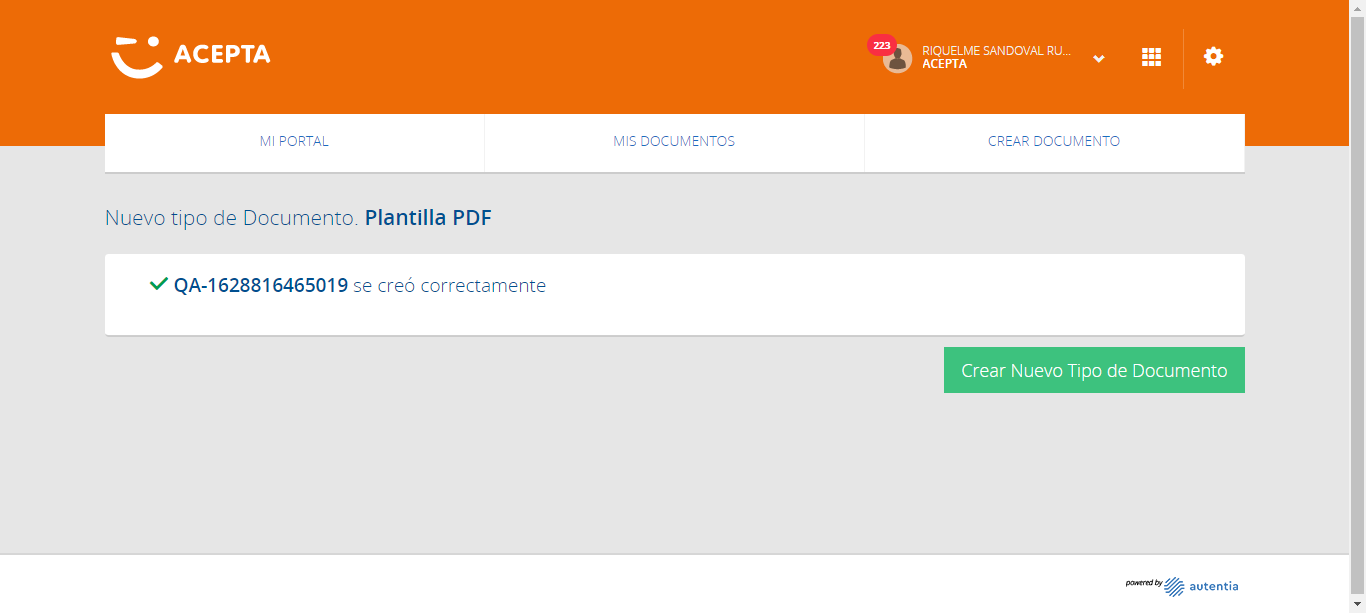 ACEPTA
223
RIQUELME SANDOVAL RU...
ACEPTA
MI PORTAL
MIS DOCUMENTOS
CREAR DOCUMENTO
Nuevo tipo de Documento. Plantilla PDF
QA-1628816465019 se creó correctamente
Crear Nuevo Tipo de Documento
powered by autentia